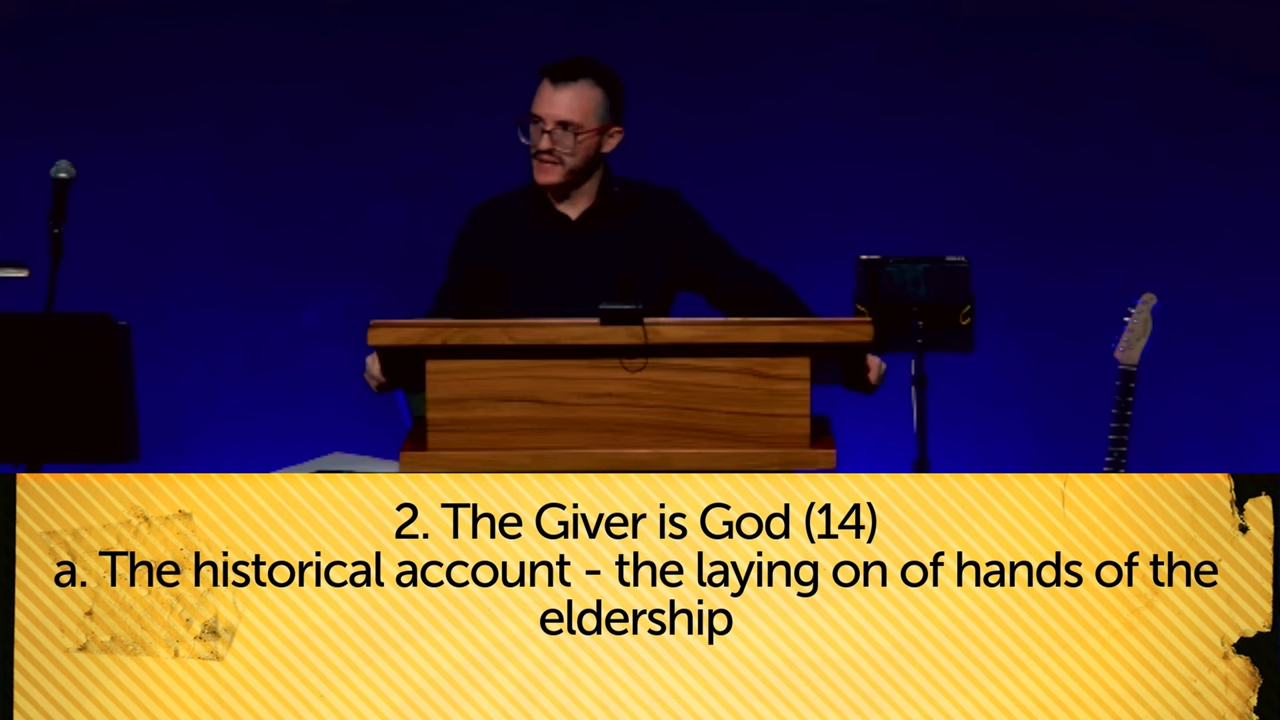 2. The Giver is God (14)
a. The historical account - the laying on of hands of the
eldership